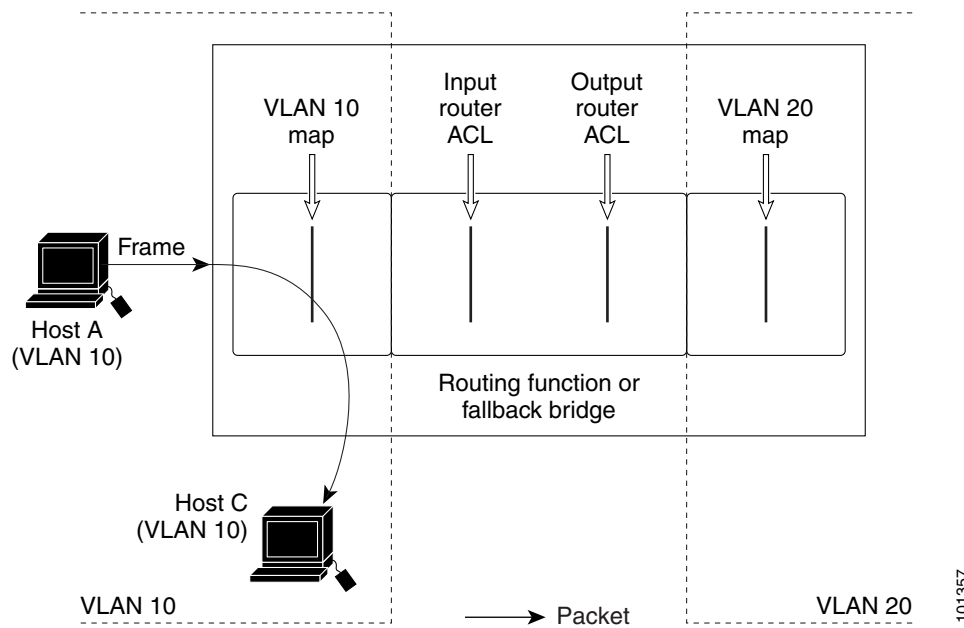 VLAN 10
map
Input
router
ACL
Output
router
ACL
VLAN 20
map
Frame
Host A
(VLAN 10)
Routing function or
fallback bridge
Host C
(VLAN 10)
VLAN 10
Packet
VLAN 20
101357